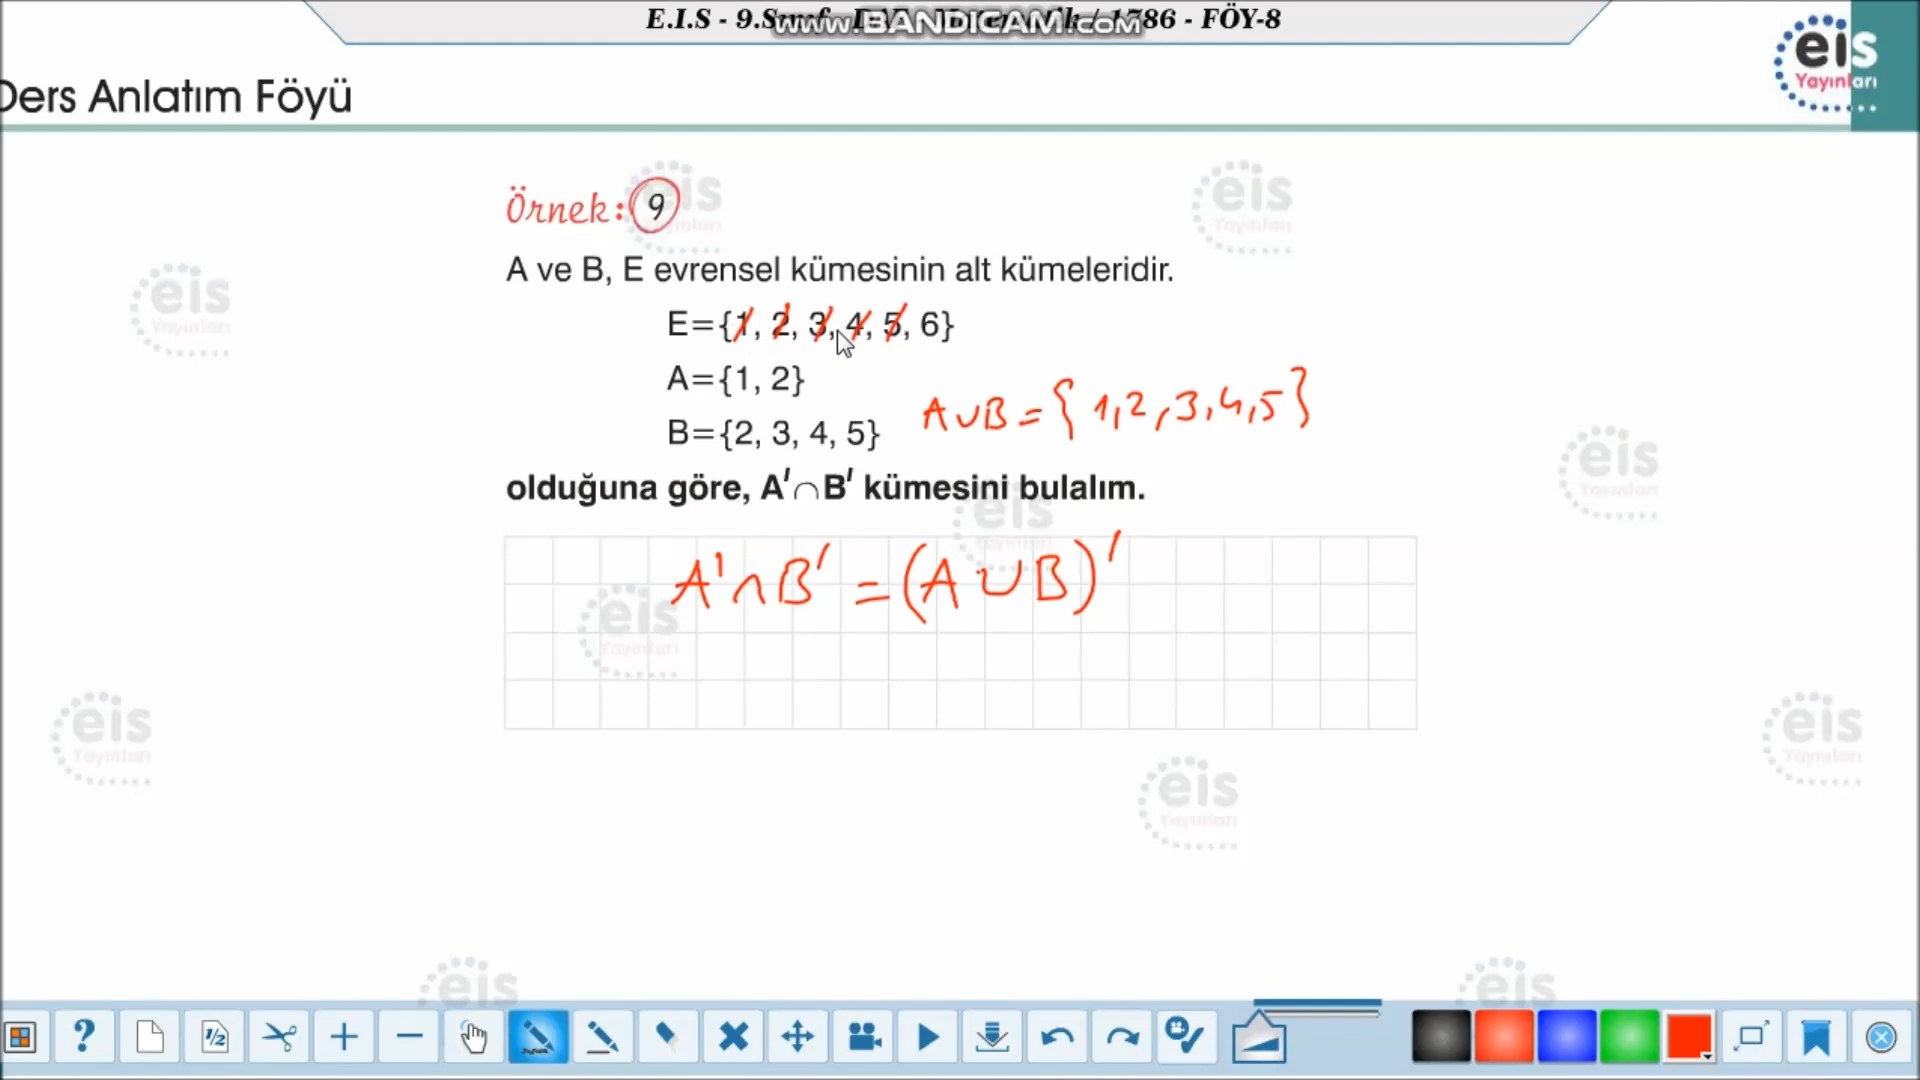 E.I.S - 9.Sınıf - 1786 - FÖY-8
www.BANDICAM.com
eis
Yayınları
Ders Anlatım Föyü
Örnek: 9
A ve B, E evrensel kümesinin alt kümeleridir.
E={1, 2, 3, 4, 5, 6}
A={1, 2}
A∪B = { 1,2,3,4,5}
B={2, 3, 4, 5}
olduğuna göre, A'∩B' kümesini bulalım.
A'∩B' = (A∪B)'